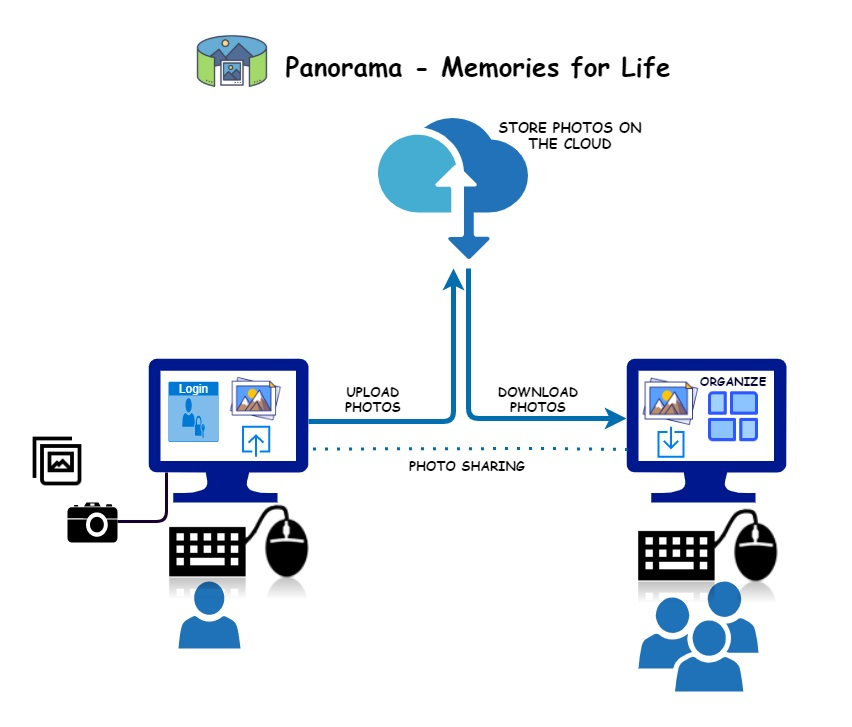 Panorama - Memories for Life
STORE PHOTOS ON
THE CLOUD
Login
UPLOAD
PHOTOS
DOWNLOAD
PHOTOS
ORGANIZE
PHOTO SHARING